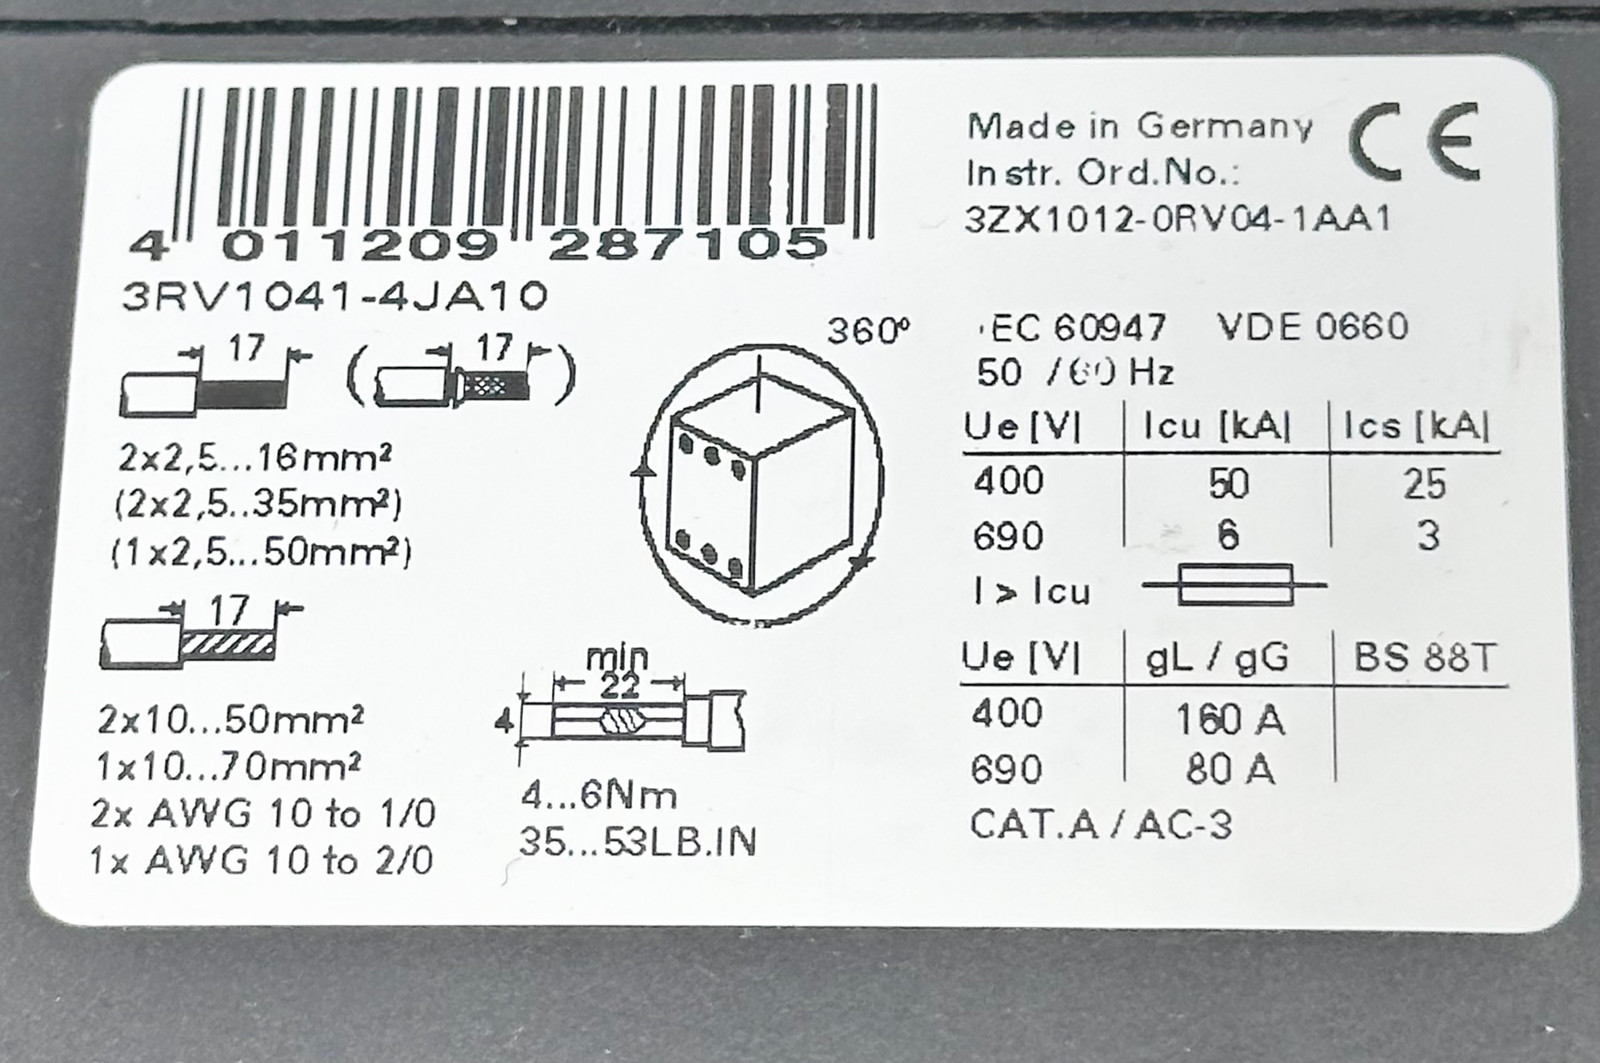 4 011209 287105
3RV1041-4JA10
17
( 17 )
2x2,5...16mm²
(2x2,5..35mm²)
(1x2,5...50mm²)
17
2x10...50mm²
1x10...70mm²
2x AWG 10 to 1/0
1x AWG 10 to 2/0
360°
min
22
4
4...6Nm
35...53LB.IN
Made in Germany CE
Instr. Ord.No.:
3ZX1012-0RV04-1AA1
IEC 60947 VDE 0660
50 /60 Hz
Ue [V] Icu [kA] Ics [kA]
400 50 25
690 6 3
I > Icu
Ue [V] gL / gG BS 88T
400 160 A
690 80 A
CAT.A / AC-3